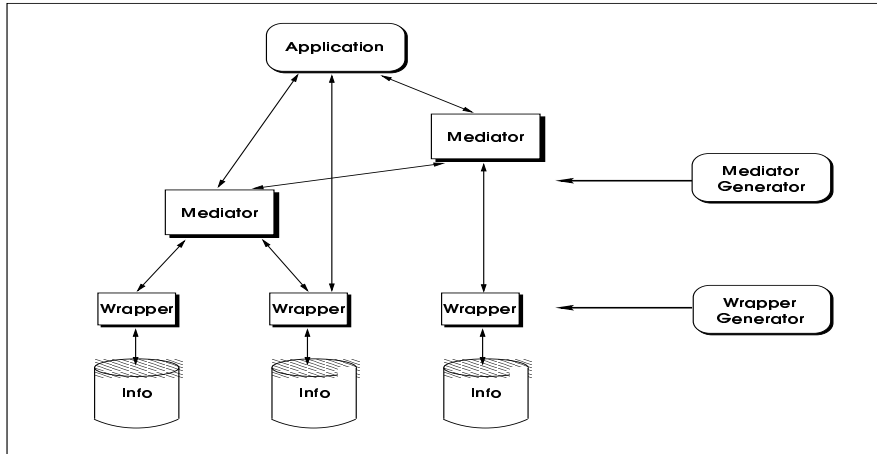 Application
Mediator
Mediator
Generator
Mediator
Wrapper
Wrapper
Wrapper
Wrapper
Generator
Info
Info
Info